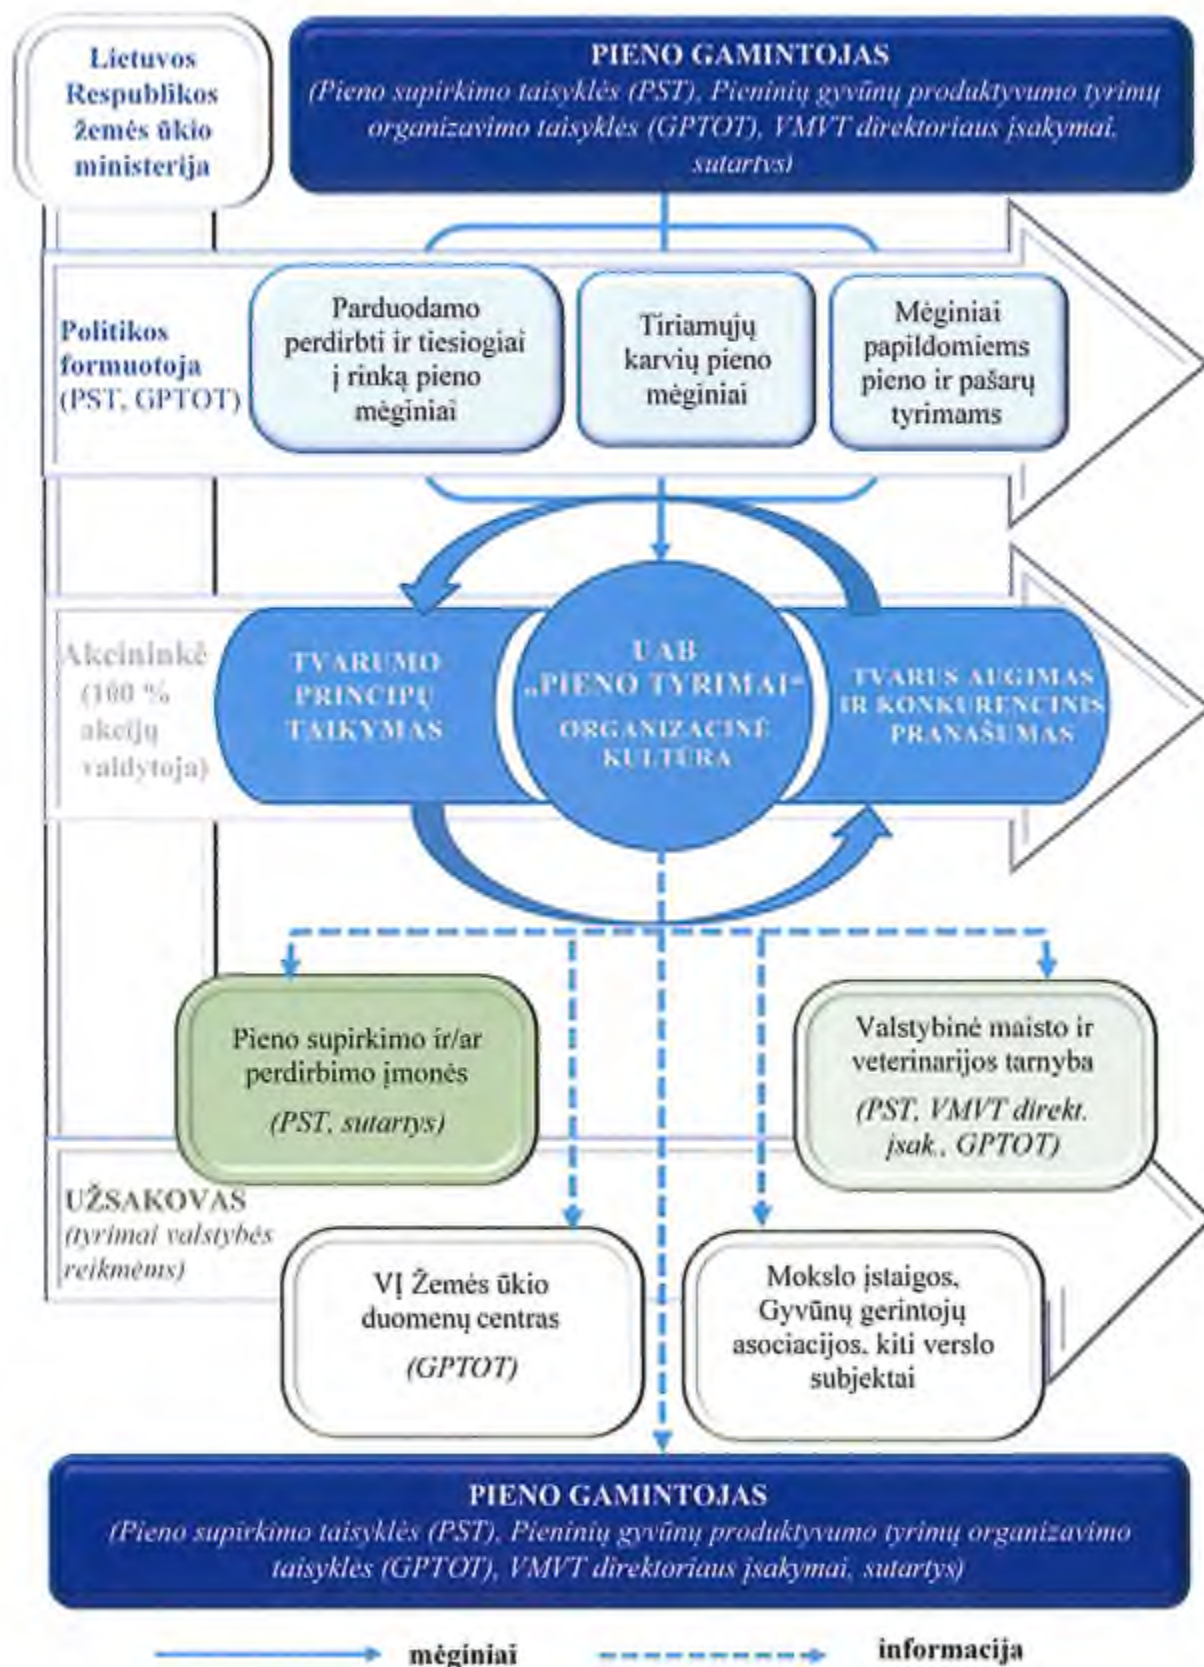 Lietuvos
Respublikos
žemės ūkio
ministerija
PIENO GAMINTOJAS
(Pieno supirkimo taisyklės (PST), Pieninių gyvūnų produktyvumo tyrimų
organizavimo taisyklės (GPTOT), VMVT direktoriaus įsakymai,
sutartys)
Politikos
formuotoja
(PST, GPTOT)
Parduodamo
perdirbti ir tiesiogiai
į rinką pieno
mėginiai
Tiriamųjų
karvių pieno
mėginiai
Mėginiai
papildomiems
pieno ir pašarų
tyrimams
Akcininkė
(100 %
akcijų
valdytoja)
TVARUMO
PRINCIPŲ
TAIKYMAS
UAB
„PIENO TYRIMAI“
ORGANIZACINĖ
KULTŪRA
TVARUS AUGIMAS
IR KONKURENCINIS
PRANAŠUMAS
Pieno supirkimo ir/ar
perdirbimo įmonės
(PST, sutartys)
Valstybinė maisto ir
veterinarijos tarnyba
(PST, VMVT direkt.
įsak., GPTOT)
UŽSAKOVAS
(tyrimai valstybės
reikmėms)
VĮ Žemės ūkio
duomenų centras
(GPTOT)
Mokslo įstaigos,
Gyvūnų gerintojų
asociacijos, kiti verslo
subjektai
PIENO GAMINTOJAS
(Pieno supirkimo taisyklės (PST), Pieninių gyvūnų produktyvumo tyrimų organizavimo
taisyklės (GPTOT), VMVT direktoriaus įsakymai, sutartys)
mėginiai
informacija